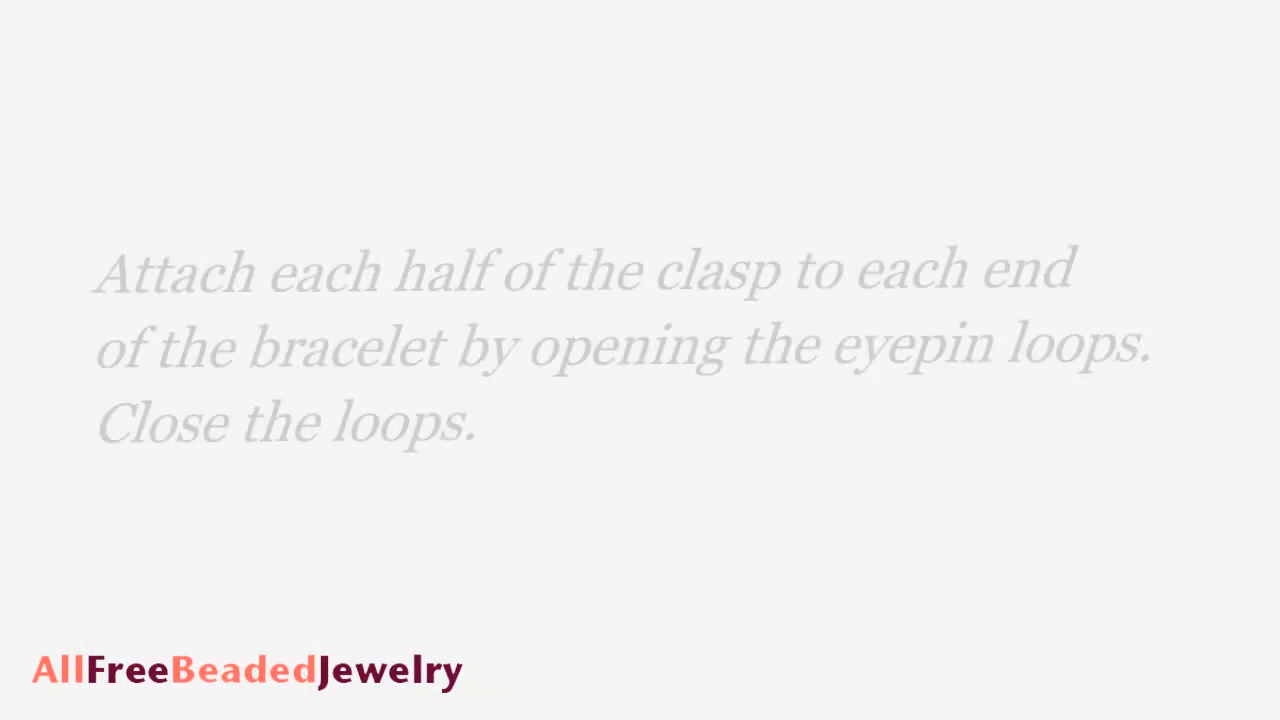 Attach each half of the clasp to each end
of the bracelet by opening the eyepin loops.
Close the loops.
AllFreeBeadedJewelry